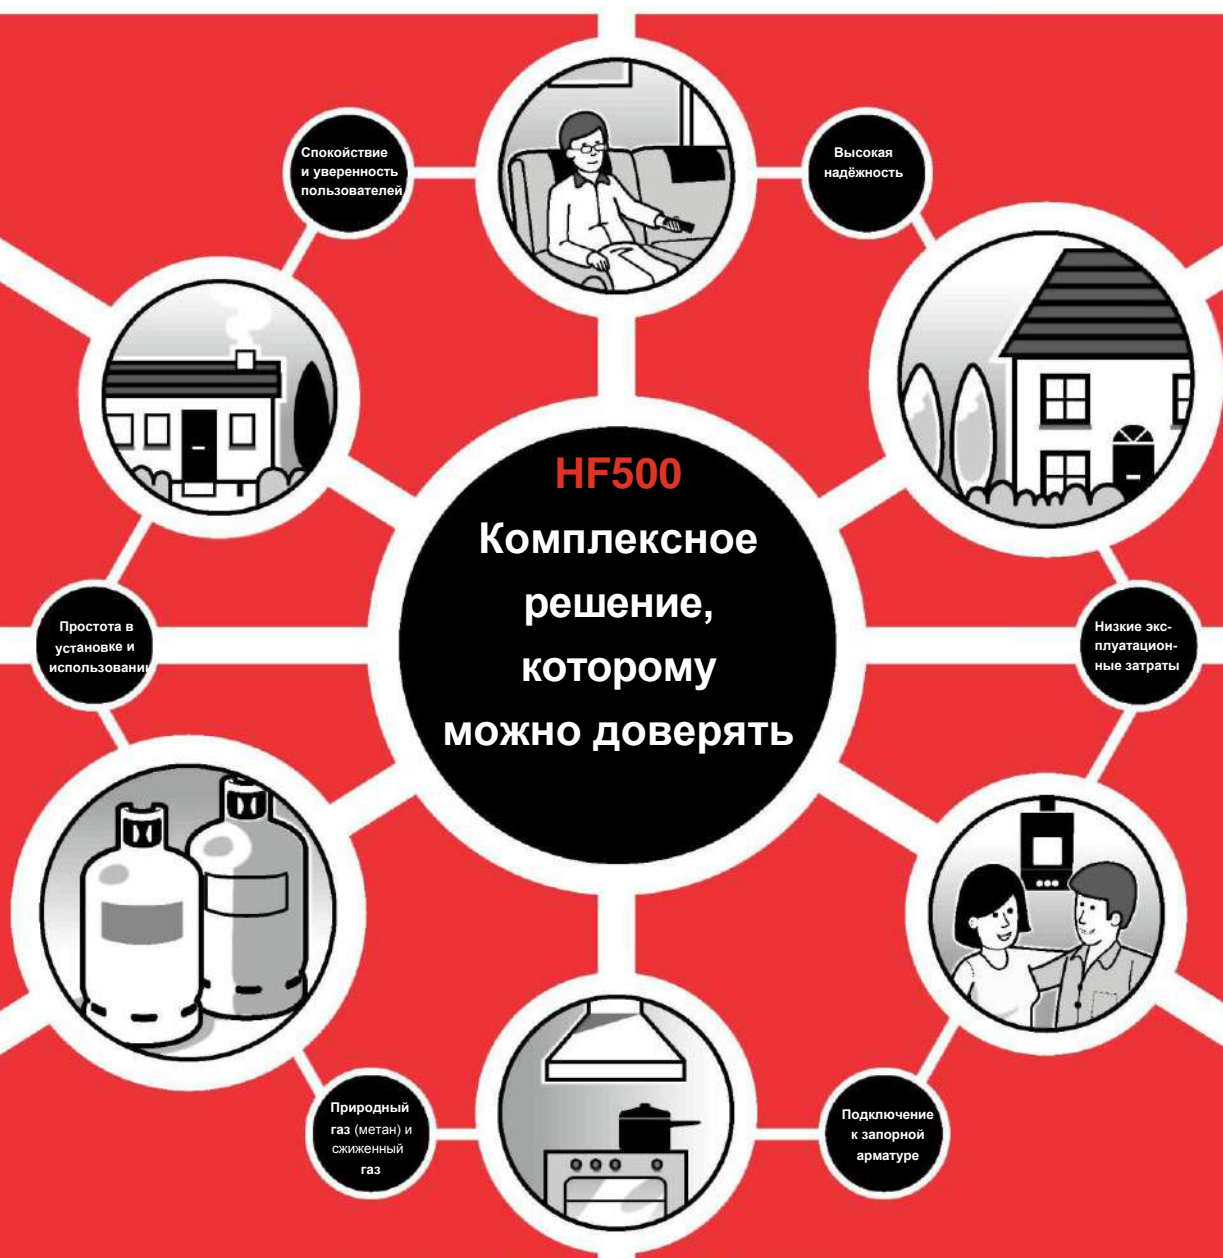 Спокойствие
и уверенность
пользователей
Высокая
надёжность
HF500
Комплексное
решение,
которому
можно доверять
Простота в
установке и
использовании
Низкие экс-
плуатацион-
ные затраты
Природный
газ (метан) и
сжиженный
газ
Подключение
к запорной
арматуре